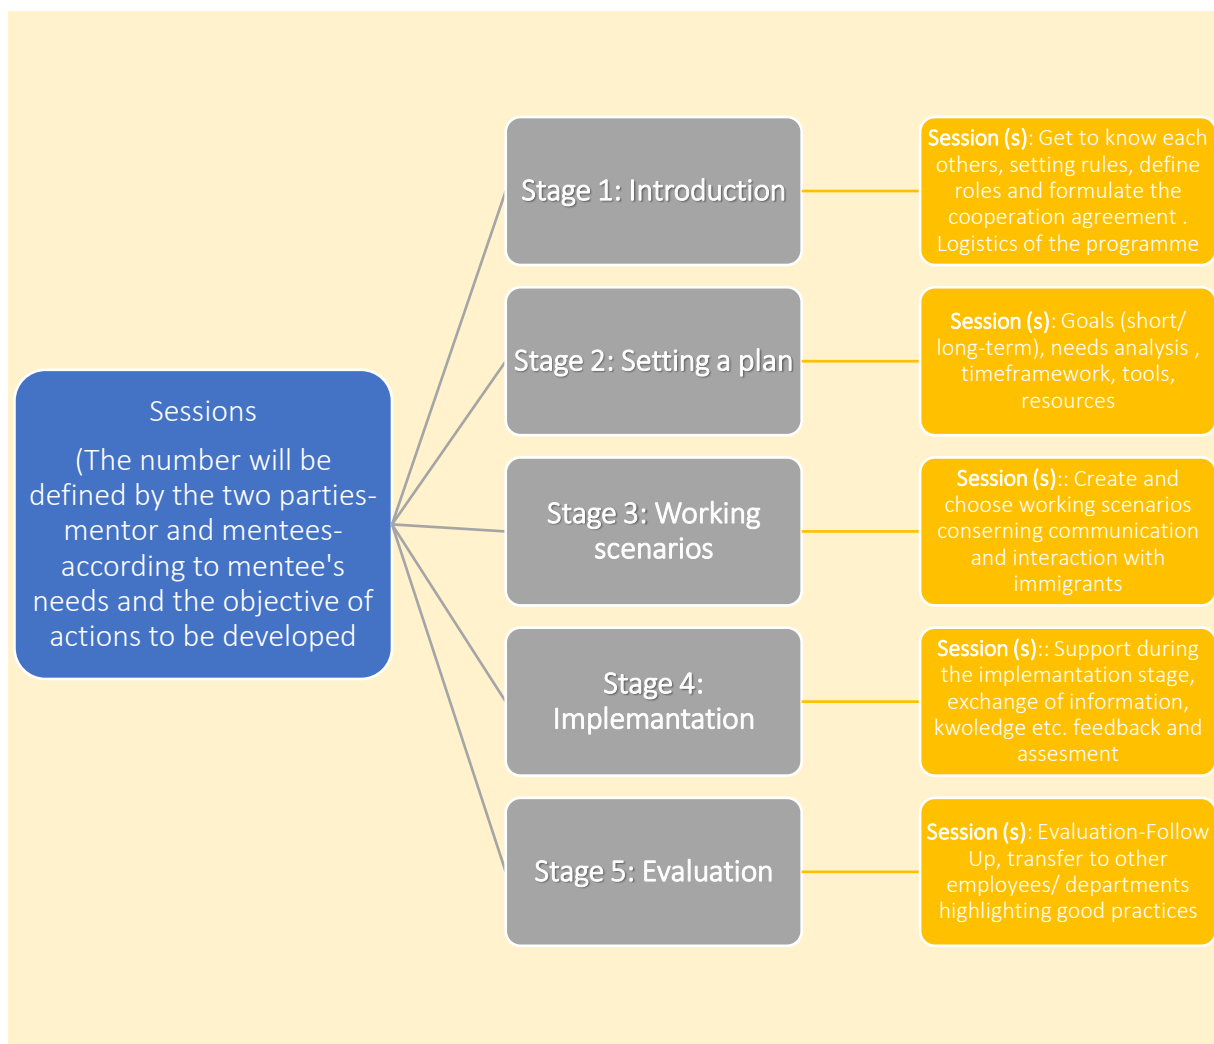 Sessions
(The number will be
defined by the two parties-
mentor and mentees-
according to mentee's
needs and the objective of
actions to be developed
Stage 1: Introduction
Session (s): Get to know each
others, setting rules, define
roles and formulate the
cooperation agreement .
Logistics of the programme
Stage 2: Setting a plan
Session (s): Goals (short/
long-term), needs analysis ,
timeframework, tools,
resources
Stage 3: Working
scenarios
Session (s):: Create and
choose working scenarios
conserning communication
and interaction with
immigrants
Stage 4:
Implemantation
Session (s):: Support during
the implemantation stage,
exchange of information,
kwoledge etc. feedback and
assesment
Stage 5: Evaluation
Session (s): Evaluation-Follow
Up, transfer to other
employees/ departments
highlighting good practices